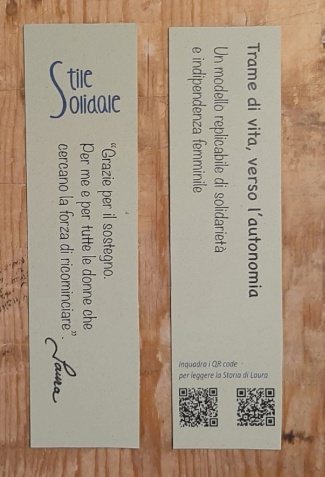 Stile
Solidale
“Grazie per il sostegno.
Per me e per tutte le donne che
cercano la forza di ricominciare.”
Laura
Trame di vita, verso l'autonomia
Un modello replicabile di solidarietà
e indipendenza femminile
Inquadra i QR code
per leggere la Storia di Laura